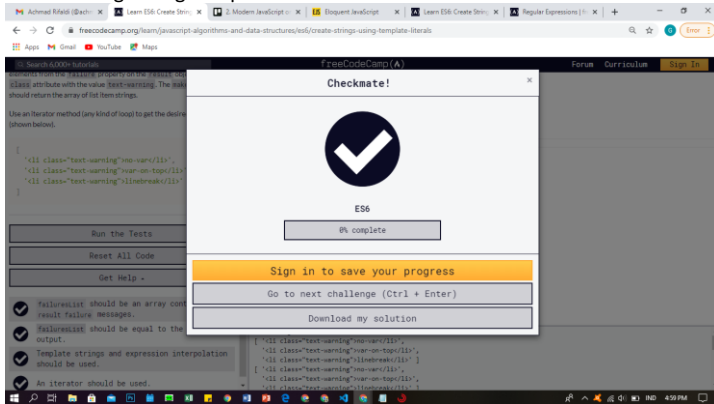 Achmad Rifaldi (@achm
Learn ES6: Create String
2. Modern JavaScript
Eloquent JavaScript
Learn ES6: Create String
Regular Expressions |
freecodecamp.org/learn/javascript-algorithms-and-data-structures/es6/create-strings-using-template-literals
Error
Apps Gmail YouTube Maps
Search 6,000+ tutorials
freeCodeCamp
Forum Curriculum Sign In
elements from the failure property on the result
class attribute with the value text-warning. The
should return the array of list item strings.
Use an iterator method (any kind of loop) to get the desire
(shown below).
[
'<li class="text-warning">no-var</li>',
'<li class="text-warning">var-on-top</li>'
'<li class="text-warning">linebreak</li>'
]
Run the Tests
Reset All Code
Get Help
failuresList should be an array cont
result failure messages.
failuresList should be equal to the
output.
Template strings and expression interpolation
should be used.
An iterator should be used.
Checkmate!
×
ES6
0% complete
Sign in to save your progress
Go to next challenge (Ctrl + Enter)
Download my solution
[ '<li class="text-warning">no-var</li>',
'<li class="text-warning">var-on-top</li>',
'<li class="text-warning">linebreak</li>' ]
[ '<li class="text-warning">no-var</li>',
'<li class="text-warning">var-on-top</li>',
'<li class="text-warning">linebreak</li>' ]
IND 4:59 PM